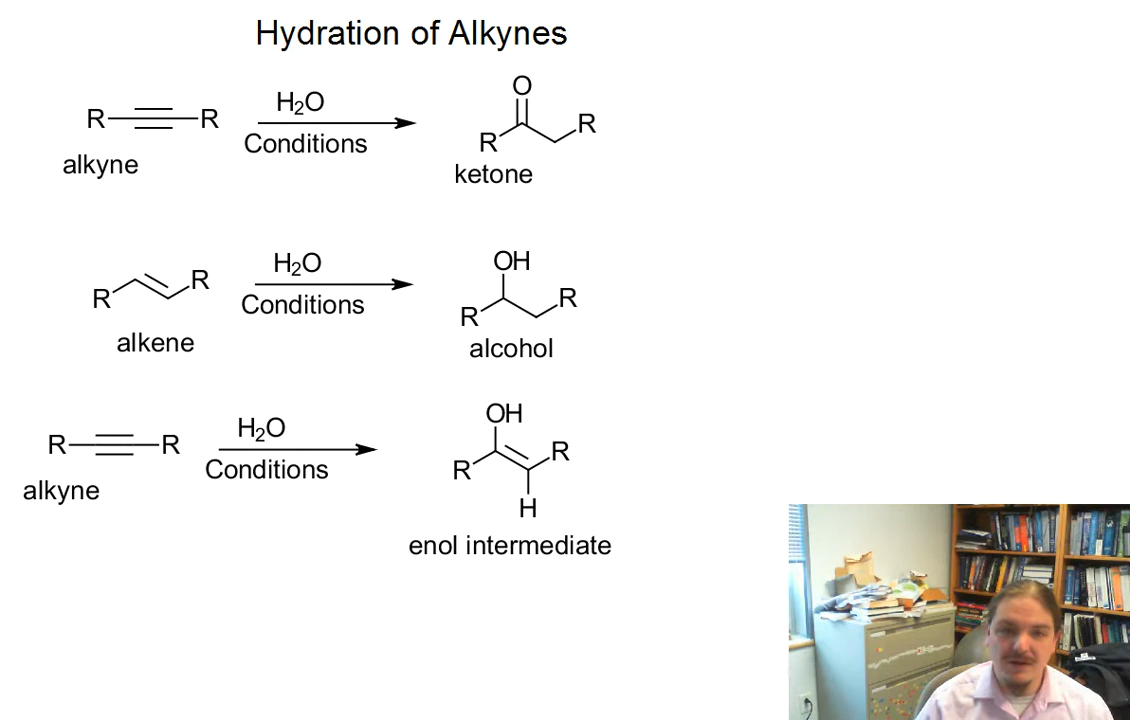 Hydration of Alkynes
O
R R H₂O R R
Conditions
alkyne ketone
OH
R R H₂O R R
Conditions
alkene alcohol
OH
R R H₂O R R
Conditions
alkyne H
enol intermediate